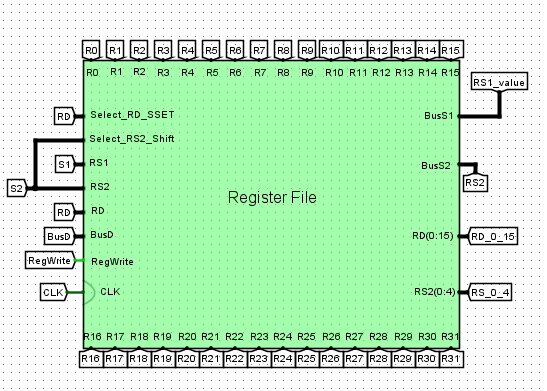 R0 R1 R2 R3 R4 R5 R6 R7 R8 R9 R10 R11 R12 R13 R14 R15
R0 R1 R2 R3 R4 R5 R6 R7 R8 R9 R10 R11 R12 R13 R14 R15
RS1_value
RD Select_RD_SSET BusS1
Select_RS2_Shift
S1 RS1 BusS2
S2 RS2 RS2
Register File
RD RD
BusD BusD RD(0:15) RD_0_15
RegWrite RegWrite
CLK CLK RS2(0:4) RS_0_4
R16 R17 R18 R19 R20 R21 R22 R23 R24 R25 R26 R27 R28 R29 R30 R31
R16 R17 R18 R19 R20 R21 R22 R23 R24 R25 R26 R27 R28 R29 R30 R31